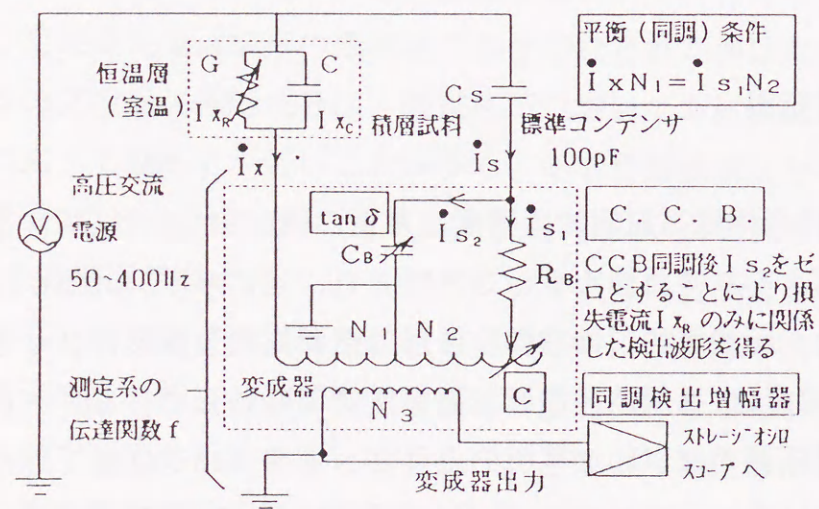 平衡（同調）条件
İxN₁＝İs₁N₂
恒温層
（室温）
G
C
Ix_R
Ix_C
積層試料
Cs
標準コンデンサ
100pF
İx
İs
高圧交流
電源
50~400Hz
V
tan δ
İs₂
İs₁
C_B
R_B
C．C．B．
CCB同調後Is₂をゼ
ロとすることにより損
失電流Ix_Rのみに関係
した検出波形を得る
N₁
N₂
変成器
N₃
C
測定系の
伝達関数f
同調検出増幅器
ストレージオシロ
スコープへ
変成器出力